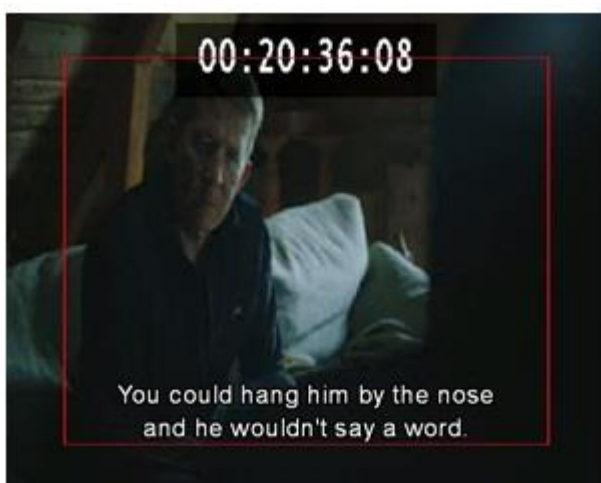 00:20:36:08
You could hang him by the nose
and he wouldn't say a word.